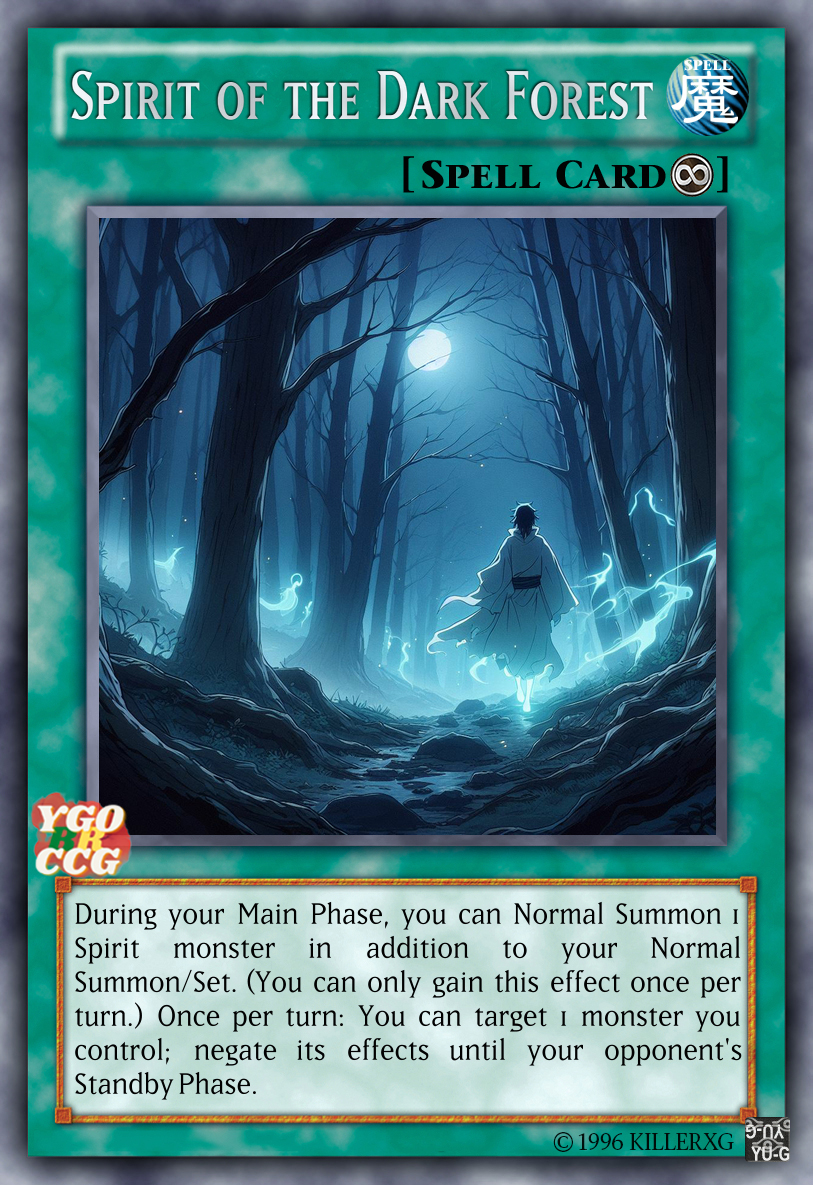 Spirit of the Dark Forest
SPELL
魔
[Spell Card]
YGO
RR
CCG
During your Main Phase, you can Normal Summon 1
Spirit monster in addition to your Normal
Summon/Set. (You can only gain this effect once per
turn.) Once per turn: You can target 1 monster you
control; negate its effects until your opponent's
Standby Phase.
© 1996 KILLERXG
YU-G